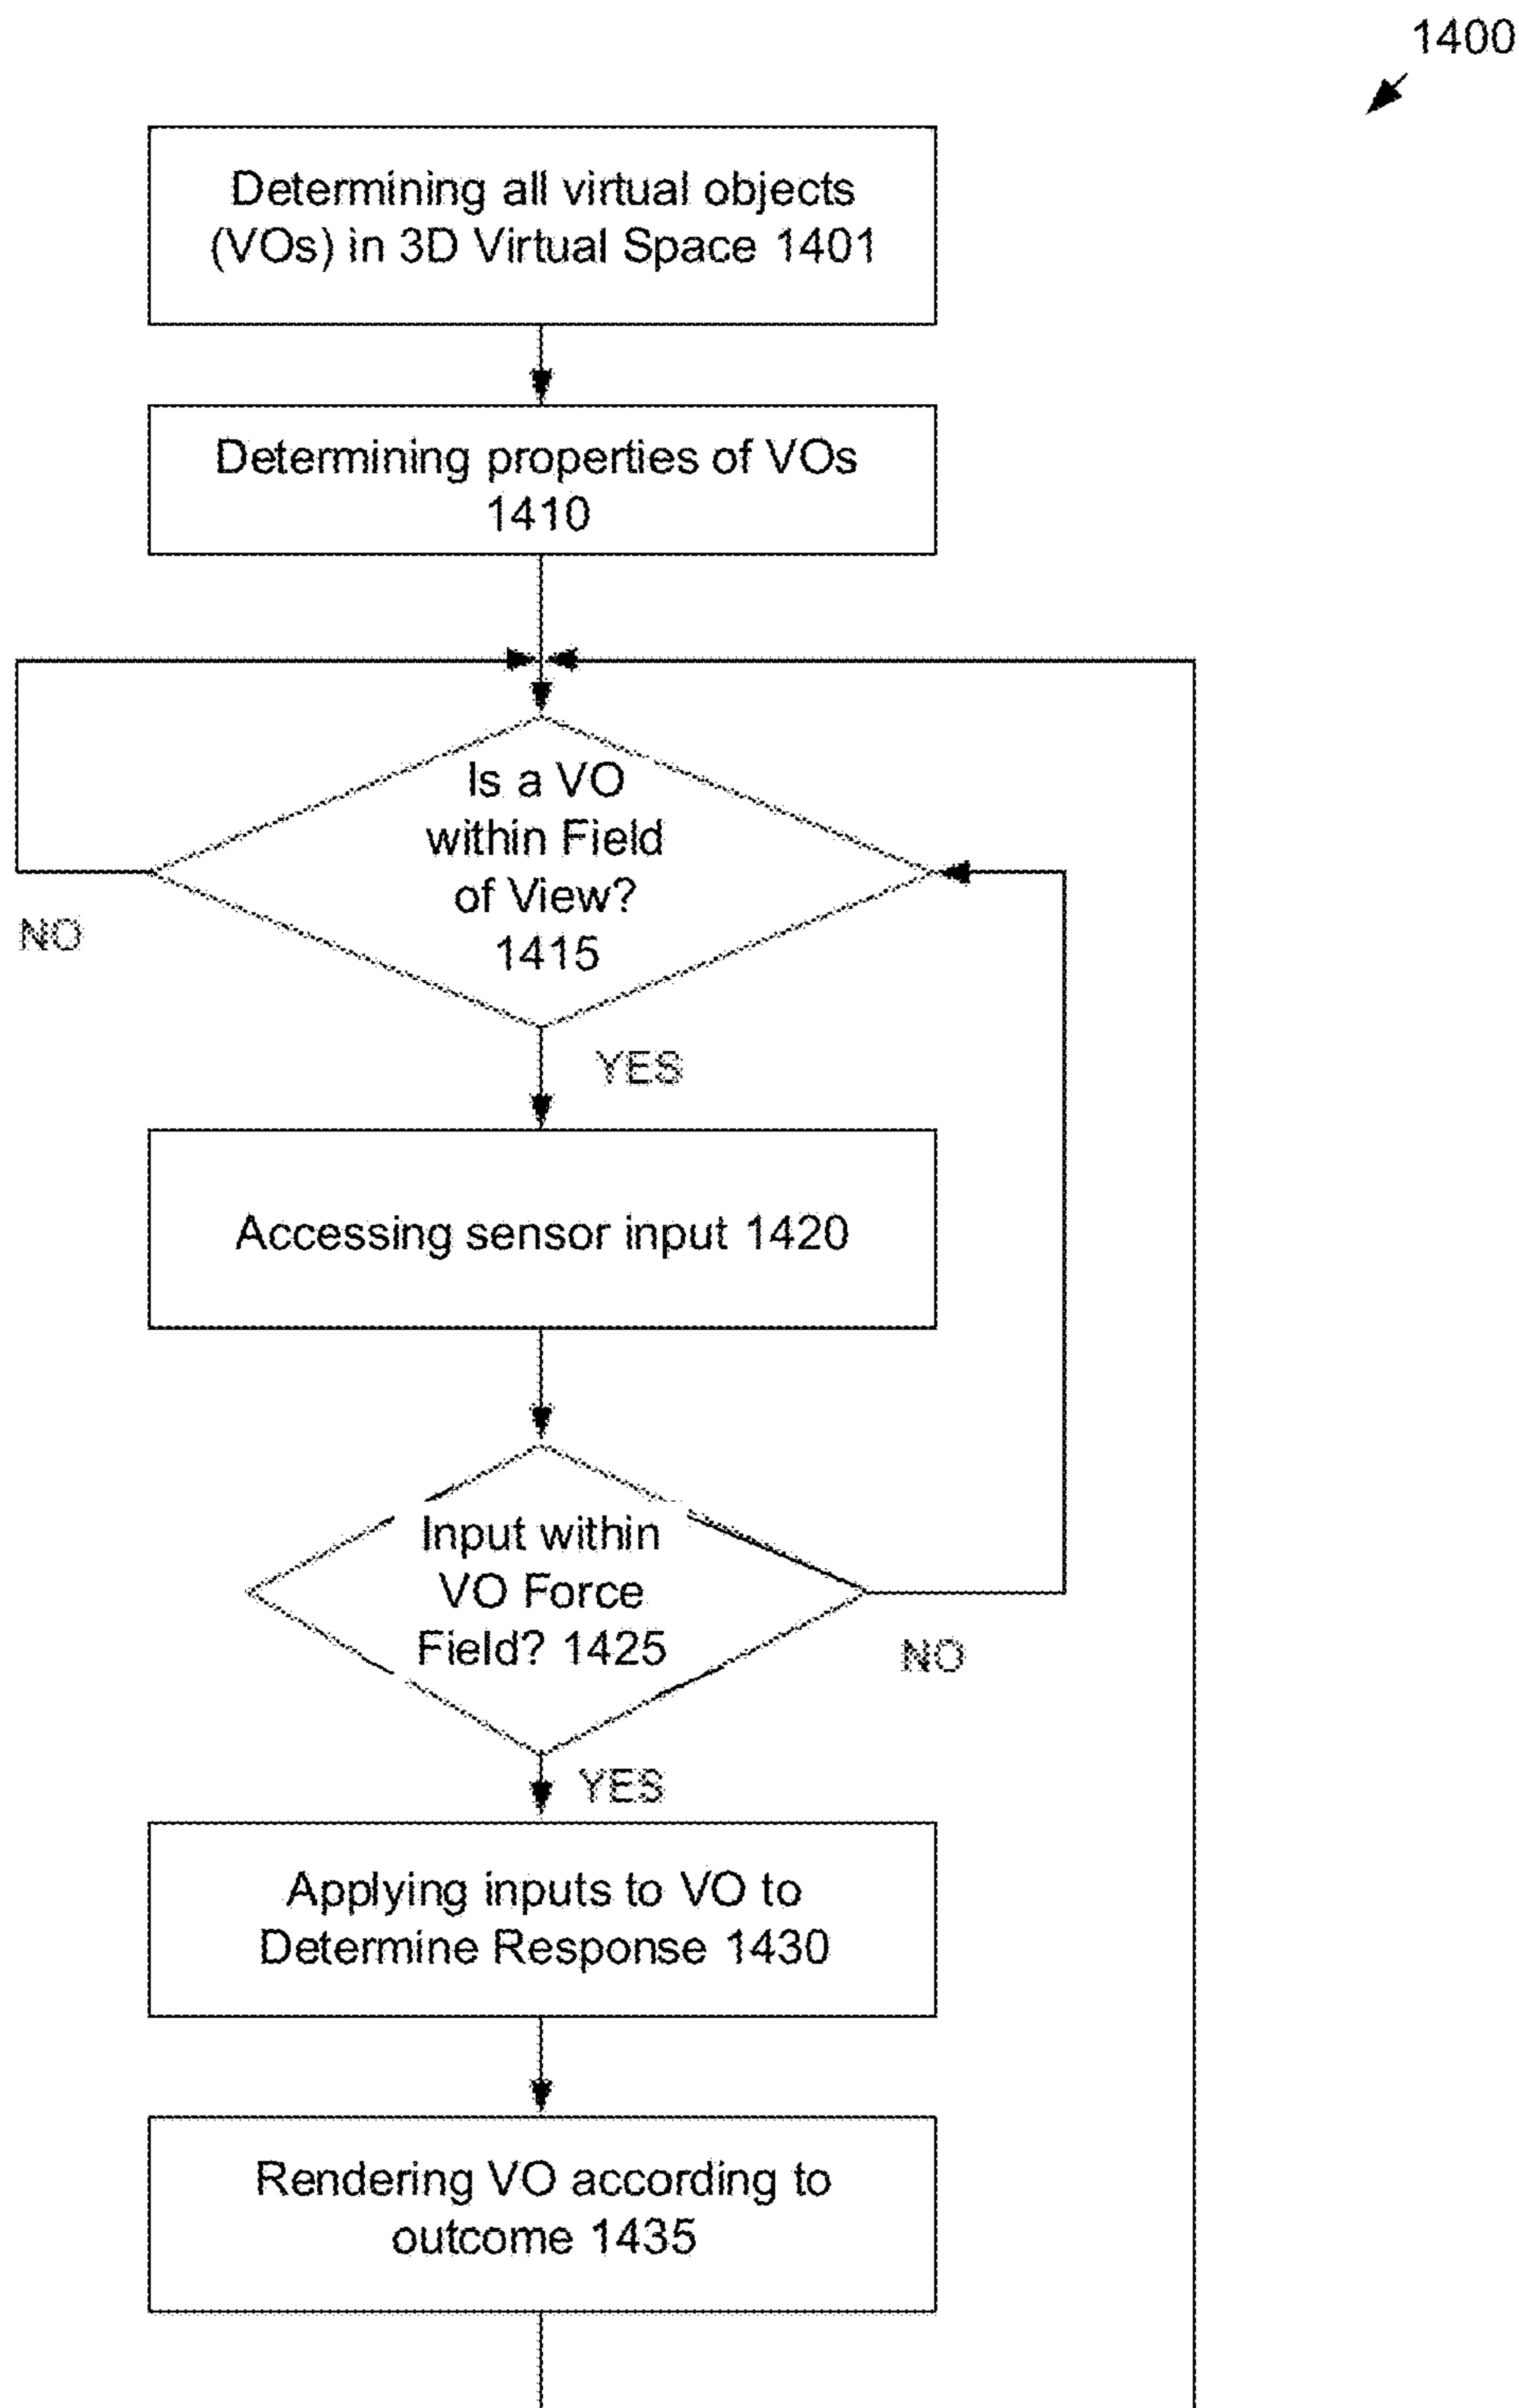 1400
Determining all virtual objects
(VOs) in 3D Virtual Space 1401
Determining properties of VOs
1410
Is a VO
within Field
of View?
1415
NO
YES
Accessing sensor input 1420
Input within
VO Force
Field? 1425
NO
YES
Applying inputs to VO to
Determine Response 1430
Rendering VO according to
outcome 1435